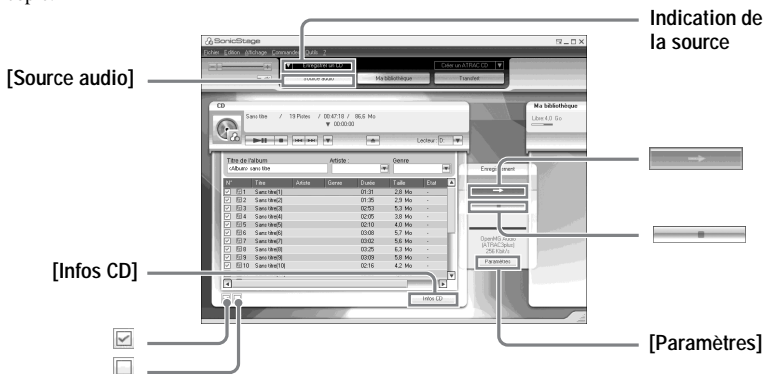 Indication de
la source
SonicStage
Fichier Edition Affichage Commandes Outils ?
Enregistrer un CD
Créer un ATRAC CD
[Source audio]
Source audio
Ma bibliothèque
Transfert
CD
Sans titre / 19 Pistes / 00:47:18 / 86,6 Mo
00:00:00
Lecteur: D:
Ma bibliothèque
Libre 4,0 Go
Titre de l'album
Artiste :
Genre
<Album> sans titre
Enregistrement
N° Titre Artiste Genre Durée Taille Etat
1 Sans titre(1) 01:31 2,8 Mo -
2 Sans titre(2) 01:35 2,9 Mo -
3 Sans titre(3) 02:53 5,3 Mo -
4 Sans titre(4) 02:05 3,8 Mo -
5 Sans titre(5) 02:10 4,0 Mo -
6 Sans titre(6) 03:08 5,7 Mo -
7 Sans titre(7) 03:02 5,6 Mo -
8 Sans titre(8) 03:25 6,3 Mo -
9 Sans titre(9) 03:09 5,8 Mo -
10 Sans titre(10) 02:16 4,2 Mo -
OpenMG Audio
(ATRAC3plus)
256 Kbit/s
Paramètres
[Infos CD]
Infos CD
[Paramètres]